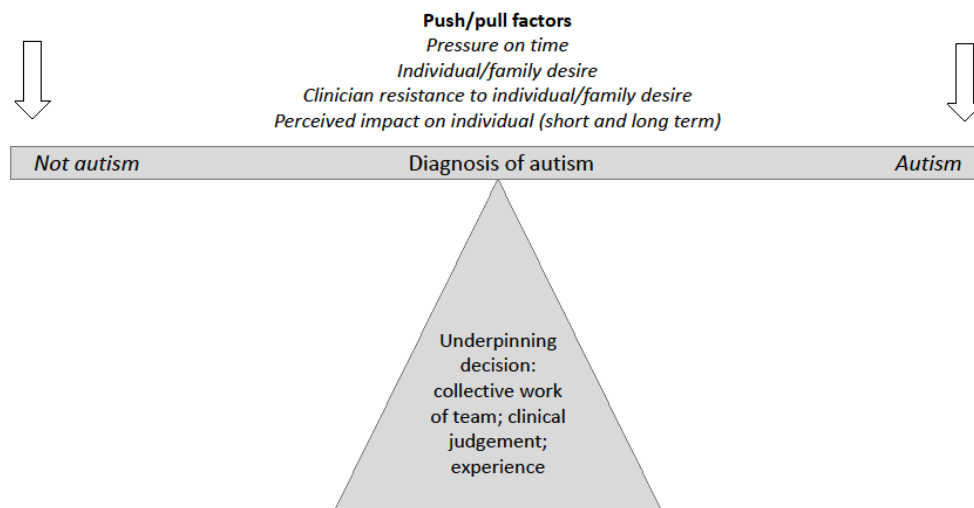 Push/pull factors
Pressure on time
Individual/family desire
Clinician resistance to individual/family desire
Perceived impact on individual (short and long term)
Not autism
Diagnosis of autism
Autism
Underpinning
decision:
collective work
of team; clinical
judgement;
experience